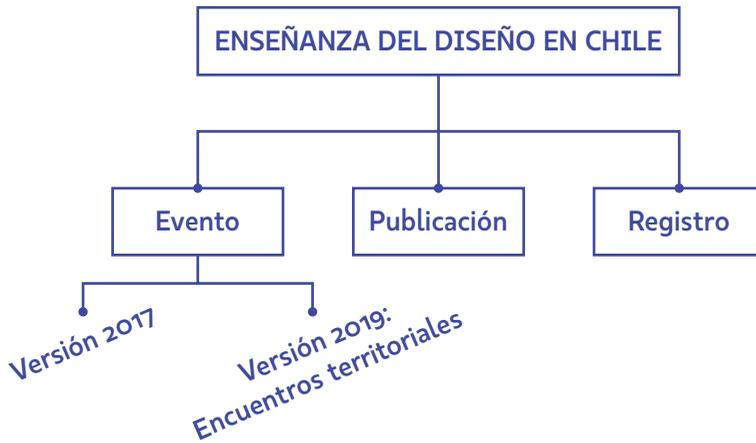 ENSEÑANZA DEL DISEÑO EN CHILE
Evento
Publicación
Registro
Versión 2017
Versión 2019:
Encuentros territoriales